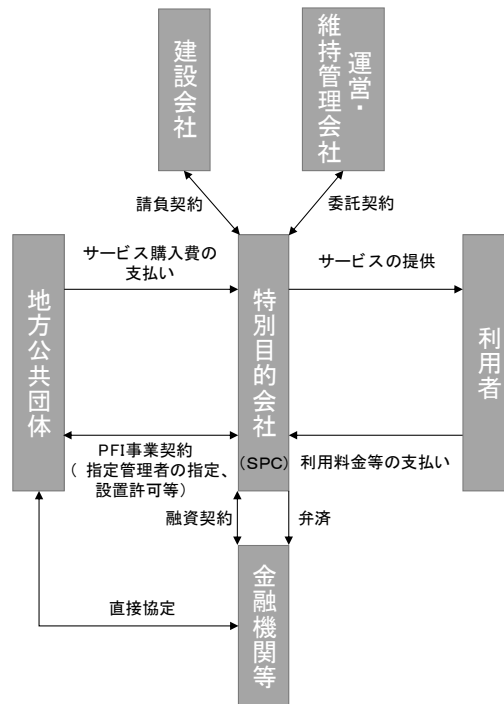 建設会社
運営・
維持管理会社
請負契約
委託契約
地方公共団体
サービス購入費の
支払い
特別目的会社
(SPC)
サービスの提供
利用者
PFI事業契約
( 指定管理者の指定、
設置許可等)
利用料金等の支払い
融資契約
弁済
直接協定
金融機関等